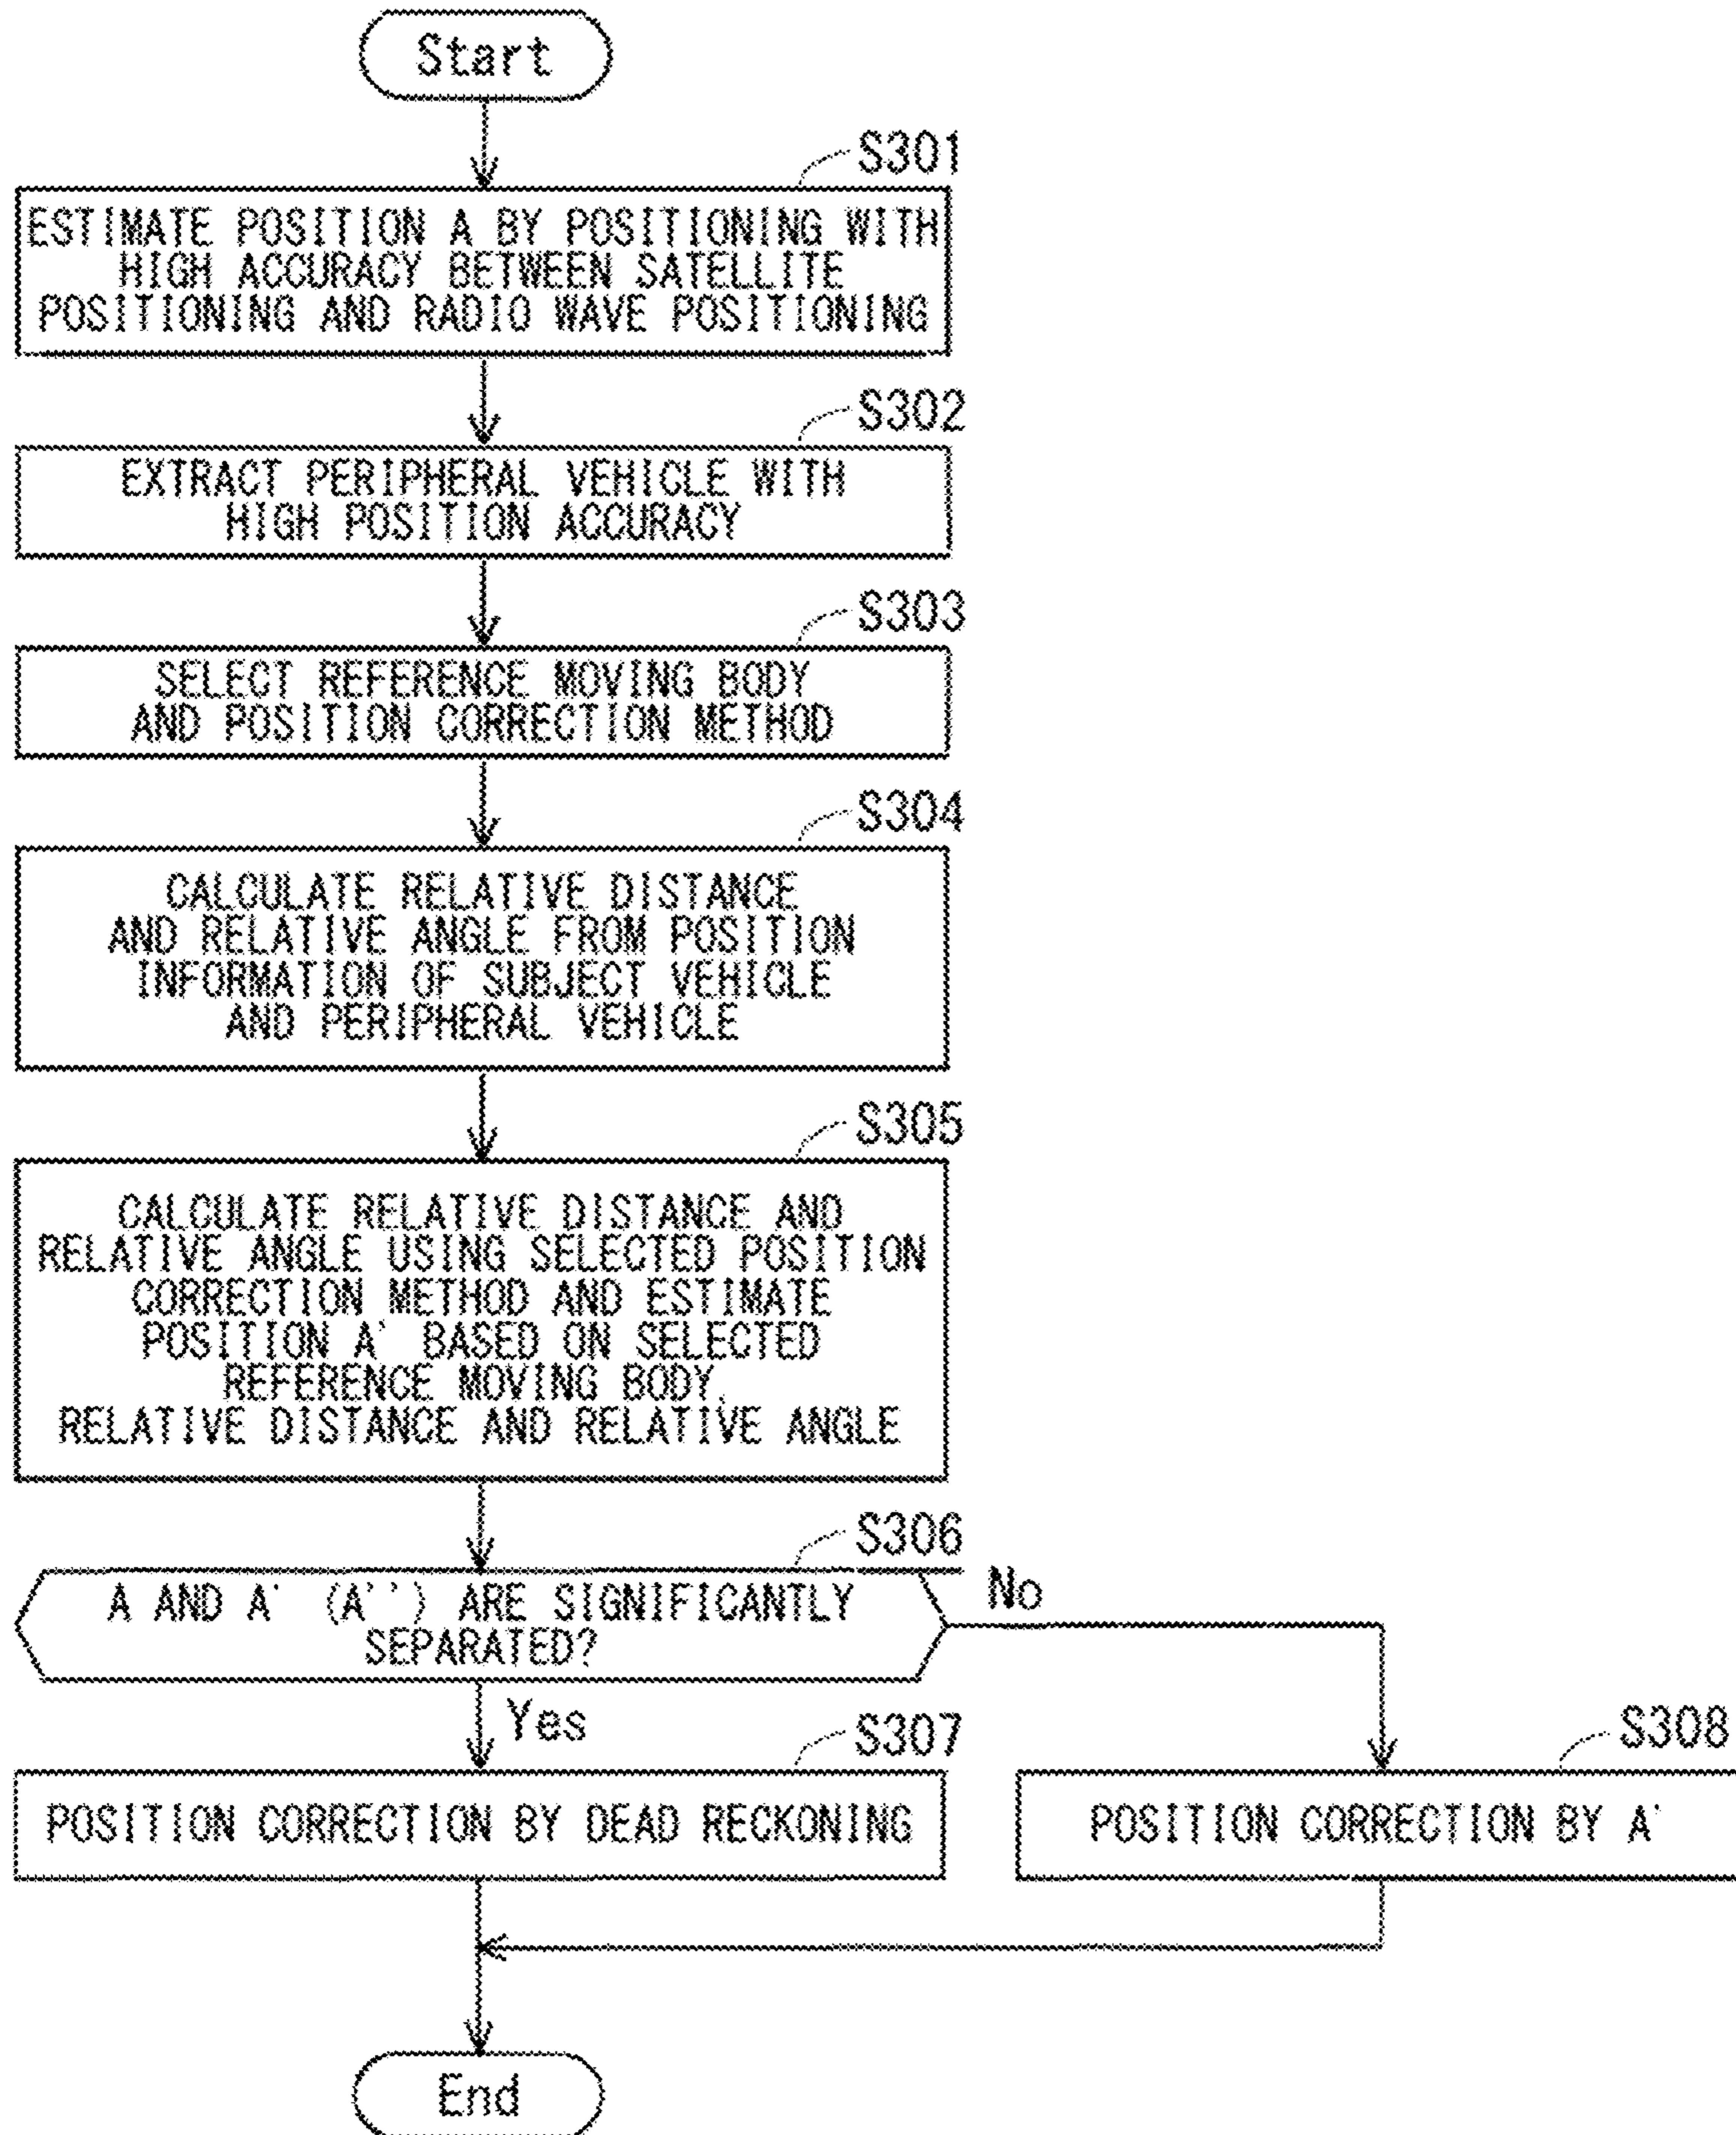 Start
S301
ESTIMATE POSITION A BY POSITIONING WITH
HIGH ACCURACY BETWEEN SATELLITE
POSITIONING AND RADIO WAVE POSITIONING
S302
EXTRACT PERIPHERAL VEHICLE WITH
HIGH POSITION ACCURACY
S303
SELECT REFERENCE MOVING BODY
AND POSITION CORRECTION METHOD
S304
CALCULATE RELATIVE DISTANCE
AND RELATIVE ANGLE FROM POSITION
INFORMATION OF SUBJECT VEHICLE
AND PERIPHERAL VEHICLE
S305
CALCULATE RELATIVE DISTANCE AND
RELATIVE ANGLE USING SELECTED POSITION
CORRECTION METHOD AND ESTIMATE
POSITION A' BASED ON SELECTED
REFERENCE MOVING BODY,
RELATIVE DISTANCE AND RELATIVE ANGLE
S306
A AND A' (A'') ARE SIGNIFICANTLY
SEPARATED?
No
Yes
S307
POSITION CORRECTION BY DEAD RECKONING
S308
POSITION CORRECTION BY A'
End